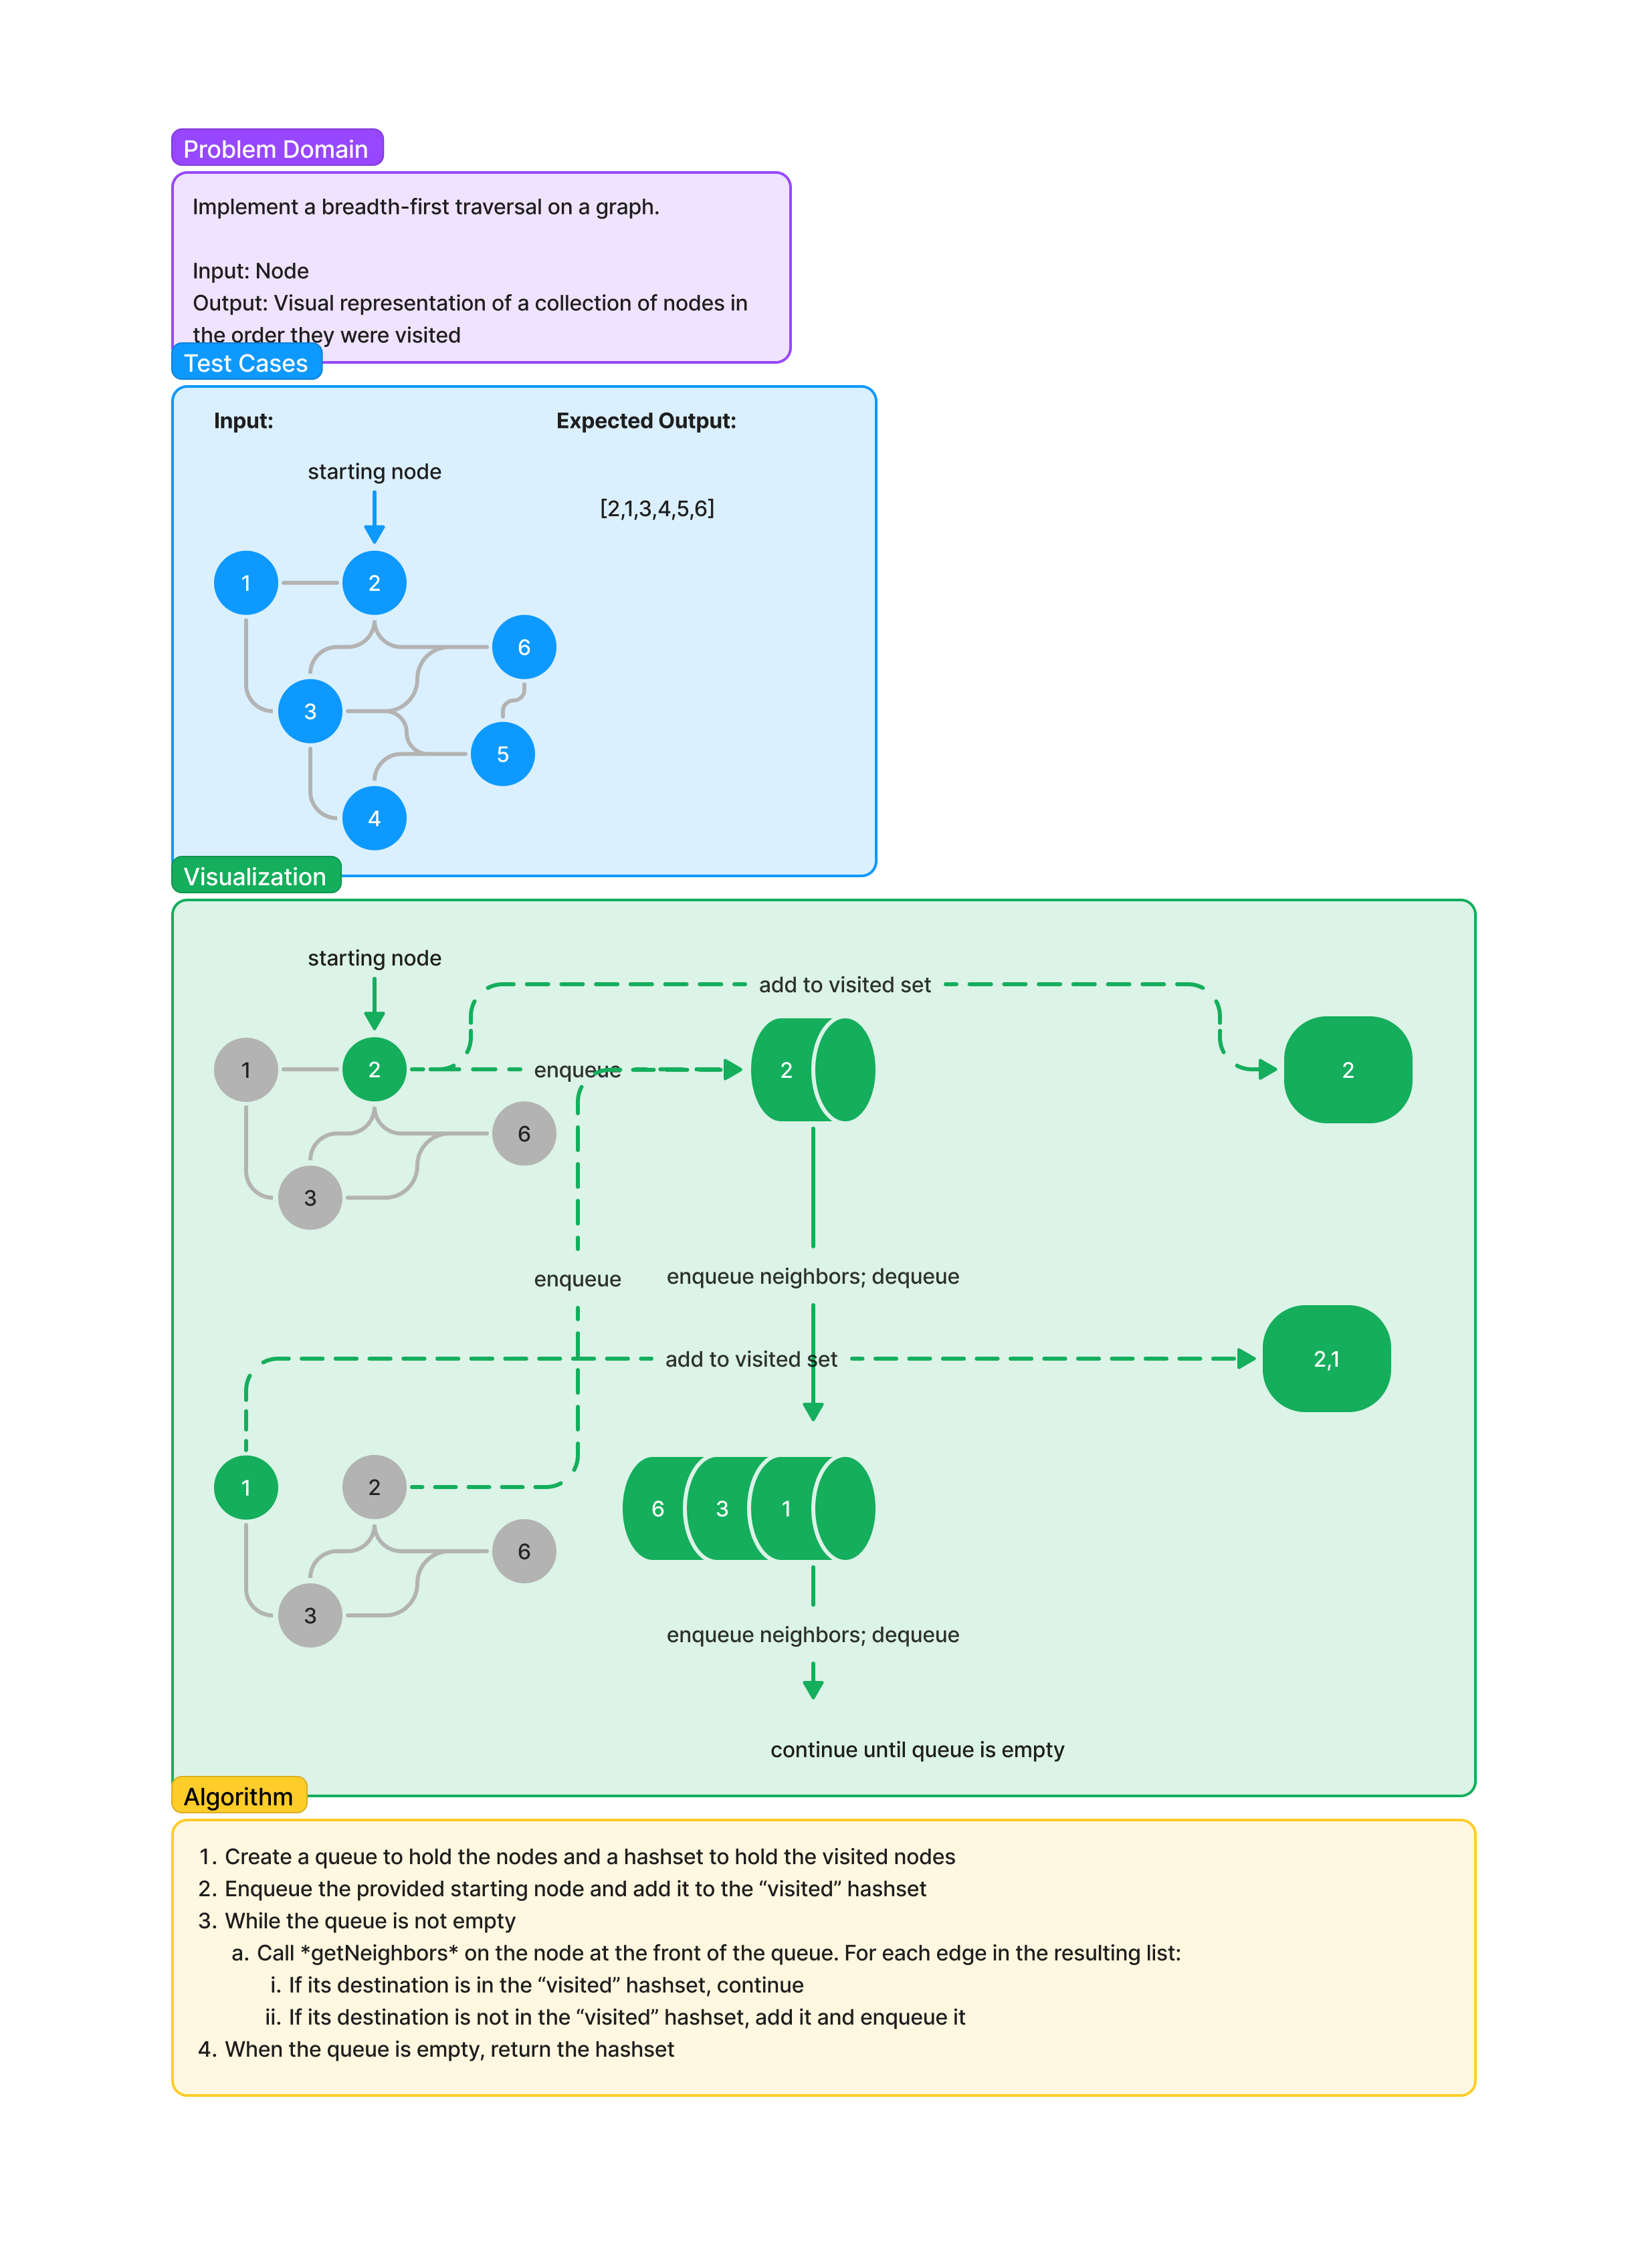 Problem Domain
Implement a breadth-first traversal on a graph.
Input: Node
Output: Visual representation of a collection of nodes in
the order they were visited
Test Cases
Input:
Expected Output:
starting node
[2,1,3,4,5,6]
1
2
6
3
5
4
Visualization
starting node
add to visited set
1
2
enqueue
2
2
6
3
enqueue
enqueue neighbors; dequeue
add to visited set
2,1
1
2
6
3
1
6
3
enqueue neighbors; dequeue
continue until queue is empty
Algorithm
1. Create a queue to hold the nodes and a hashset to hold the visited nodes
2. Enqueue the provided starting node and add it to the “visited” hashset
3. While the queue is not empty
a. Call *getNeighbors* on the node at the front of the queue. For each edge in the resulting list:
i. If its destination is in the “visited” hashset, continue
ii. If its destination is not in the “visited” hashset, add it and enqueue it
4. When the queue is empty, return the hashset